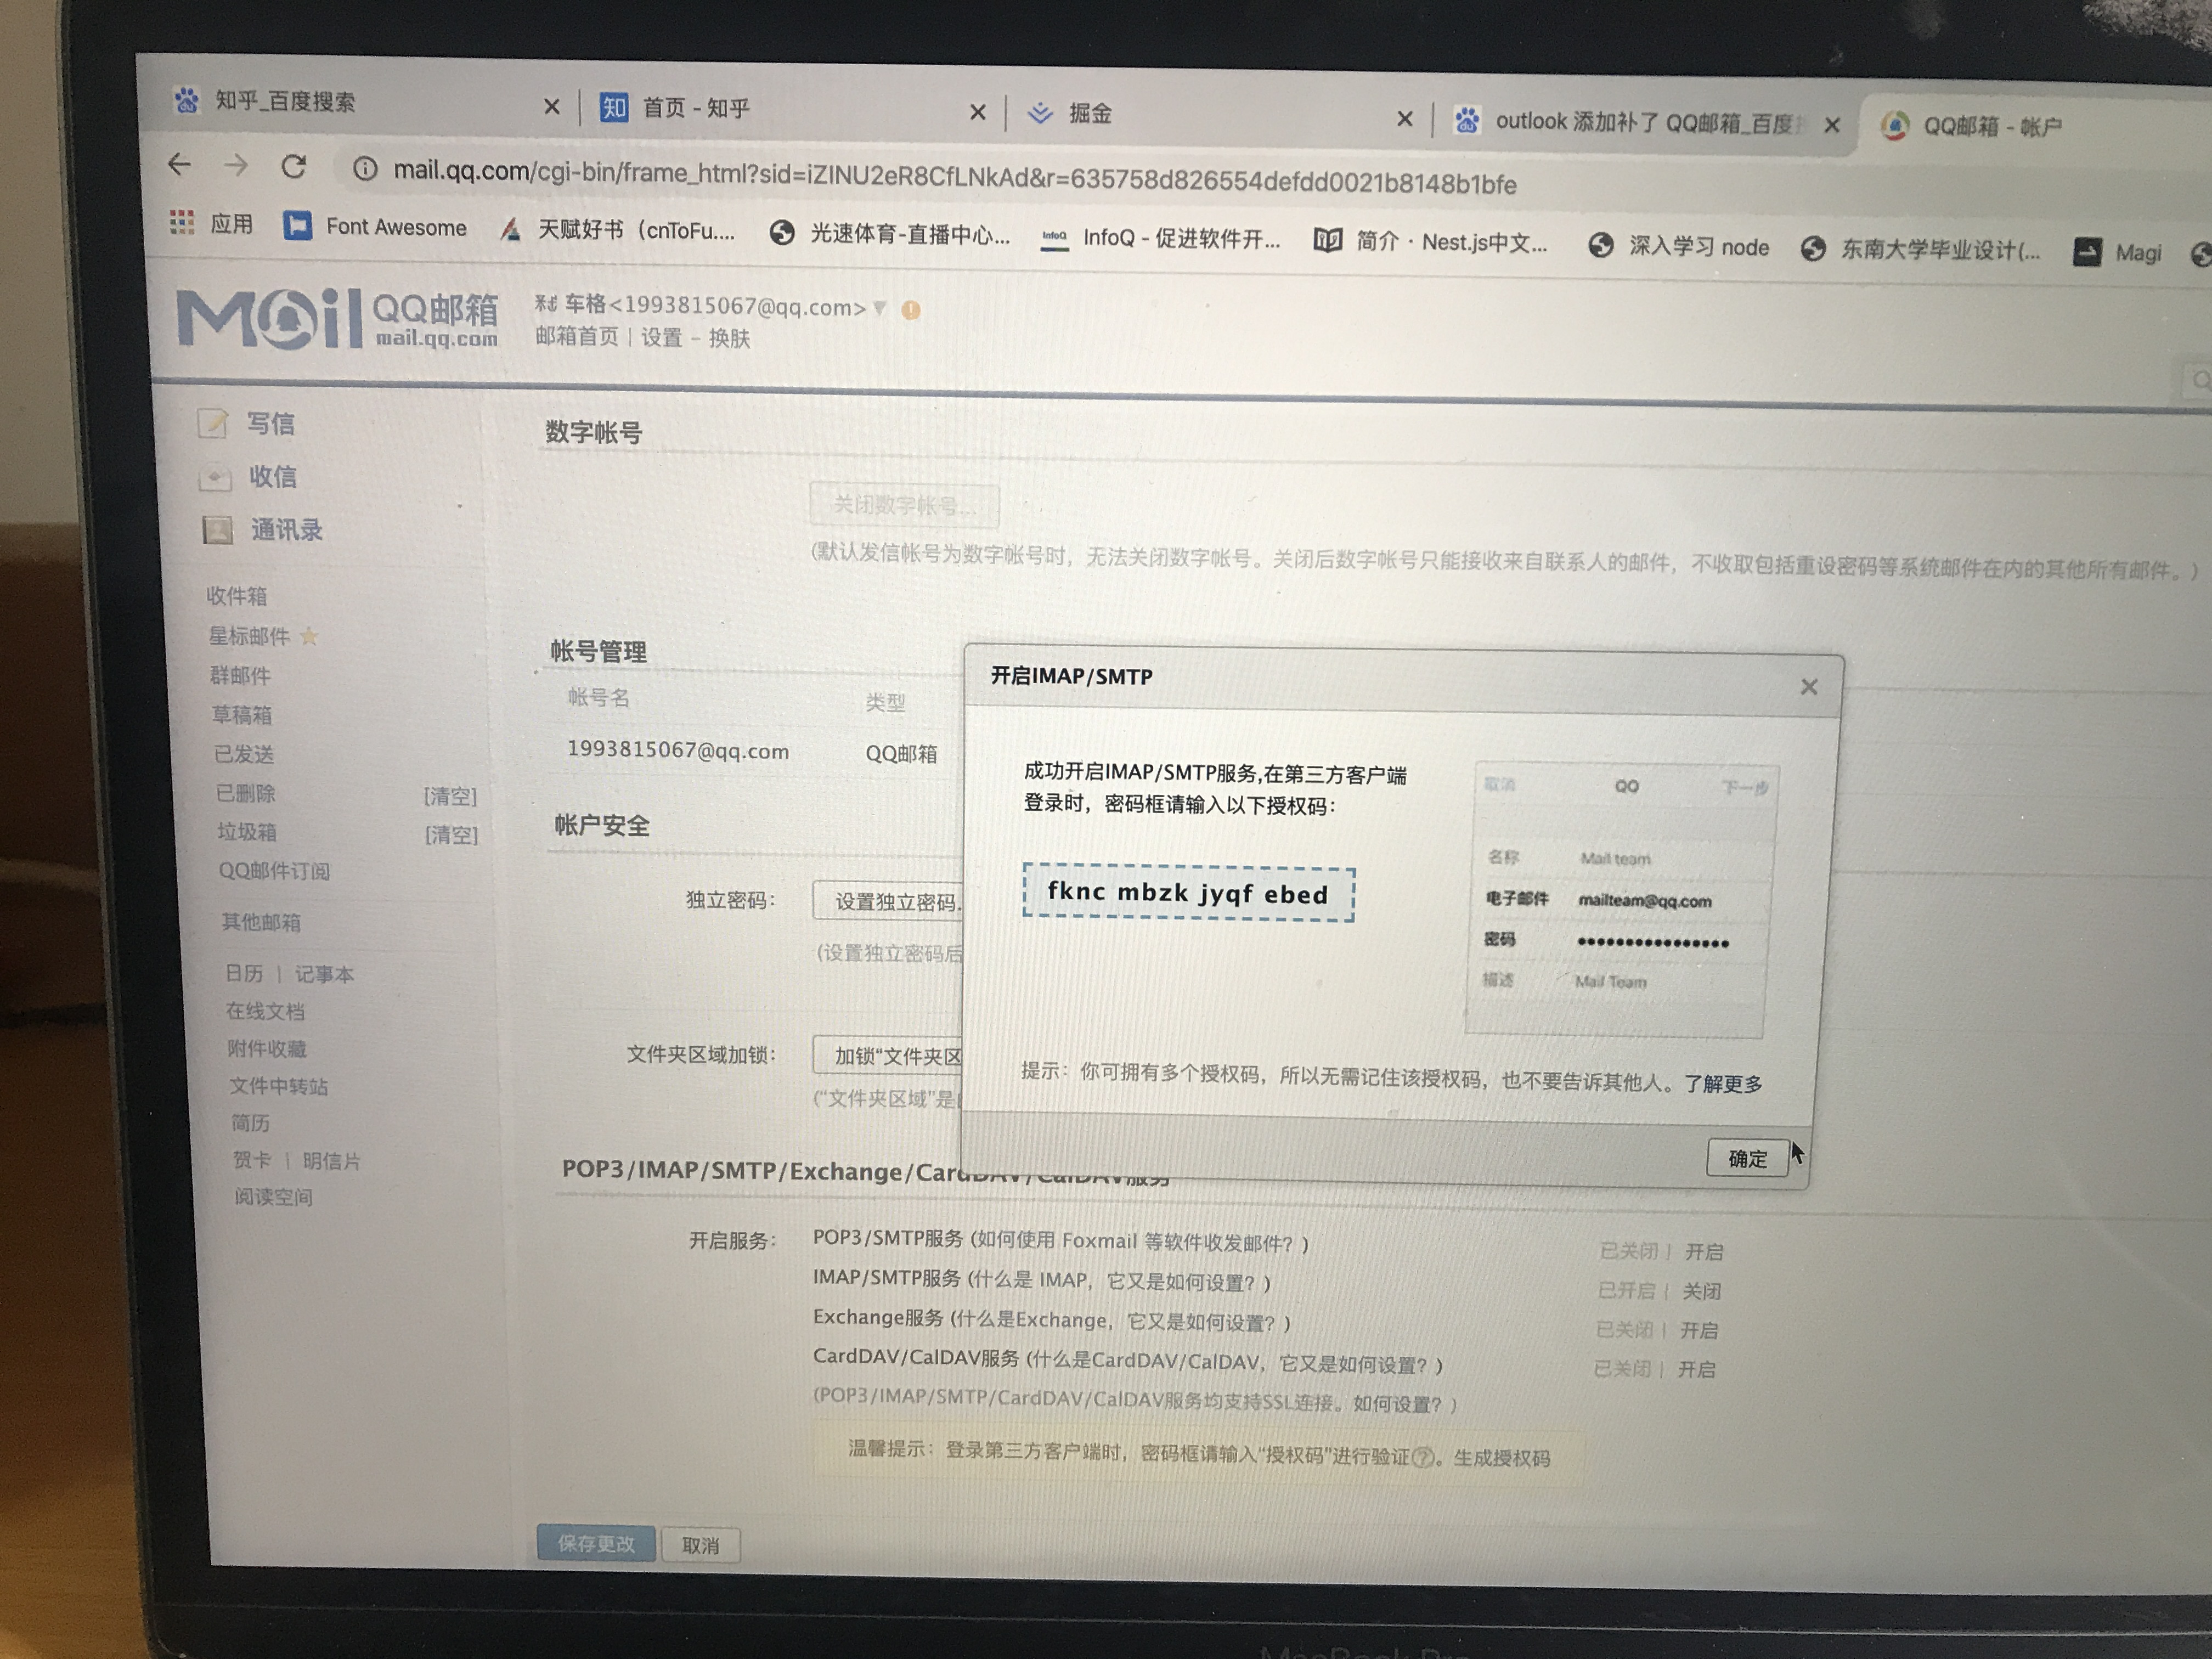 知乎_百度搜索
首页 - 知乎
掘金
outlook 添加补了 QQ邮箱_百度
QQ邮箱 - 帐户
mail.qq.com/cgi-bin/frame_html?sid=iZINU2eR8CfLNkAd&r=635758d826554defdd0021b8148b1bfe
应用
Font Awesome
天赋好书（cnToFu....
光速体育-直播中心...
InfoQ
InfoQ - 促进软件开...
简介 · Nest.js中文...
深入学习 node
东南大学毕业设计(...
Magi
Mail QQ邮箱
mail.qq.com
车格<1993815067@qq.com>
邮箱首页 | 设置 - 换肤
写信
收信
通讯录
收件箱
星标邮件
群邮件
草稿箱
已发送
已删除 [清空]
垃圾箱 [清空]
QQ邮件订阅
其他邮箱
日历 | 记事本
在线文档
附件收藏
文件中转站
简历
贺卡 | 明信片
阅读空间
数字帐号
关闭数字帐号...
(默认发信帐号为数字帐号时，无法关闭数字帐号。关闭后数字帐号只能接收来自联系人的邮件，不收取包括重设密码等系统邮件在内的其他所有邮件。)
帐号管理
帐号名 类型
1993815067@qq.com QQ邮箱
帐户安全
独立密码： 设置独立密码.
(设置独立密码后
文件夹区域加锁： 加锁“文件夹区
(“文件夹区域”是
开启IMAP/SMTP
成功开启IMAP/SMTP服务,在第三方客户端
登录时，密码框请输入以下授权码：
fknc mbzk jyqf ebed
取消 QQ 下一步
名称 Mail team
电子邮件 mailteam@qq.com
密码 ••••••••••••••••
描述 Mail Team
提示：你可拥有多个授权码，所以无需记住该授权码，也不要告诉其他人。了解更多
确定
POP3/IMAP/SMTP/Exchange/CardDAV/CalDAV服务
开启服务： POP3/SMTP服务 (如何使用 Foxmail 等软件收发邮件？) 已关闭 | 开启
IMAP/SMTP服务 (什么是 IMAP，它又是如何设置？) 已开启 | 关闭
Exchange服务 (什么是Exchange，它又是如何设置？) 已关闭 | 开启
CardDAV/CalDAV服务 (什么是CardDAV/CalDAV，它又是如何设置？) 已关闭 | 开启
(POP3/IMAP/SMTP/CardDAV/CalDAV服务均支持SSL连接。如何设置？)
温馨提示：登录第三方客户端时，密码框请输入“授权码”进行验证?。生成授权码
保存更改 取消
MacBook Pro